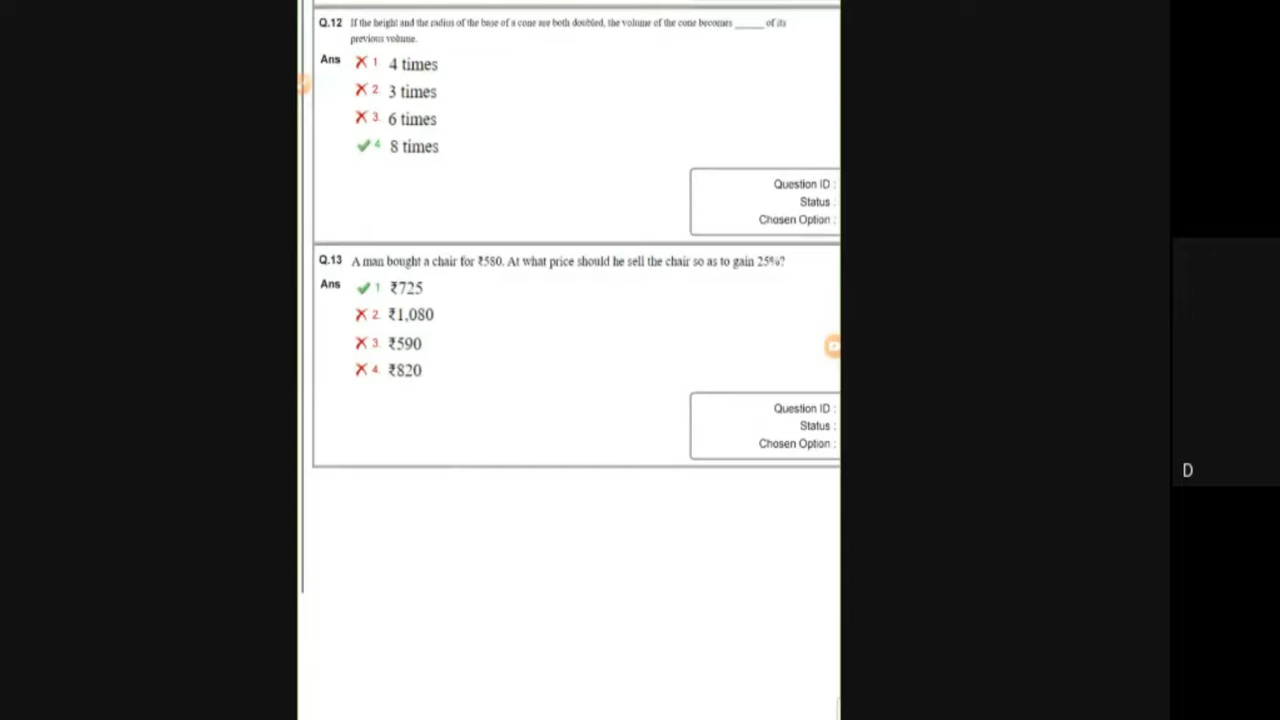 Q.12 If the height and the radius of the base of a cone are both doubled, the volume of the cone becomes _____ of its
previous volume.
Ans 1 4 times
2. 3 times
3. 6 times
4 8 times
Question ID :
Status :
Chosen Option :
Q.13 A man bought a chair for ₹580. At what price should he sell the chair so as to gain 25%?
Ans 1 ₹725
2. ₹1,080
3. ₹590
4. ₹820
Question ID :
Status :
Chosen Option :
D